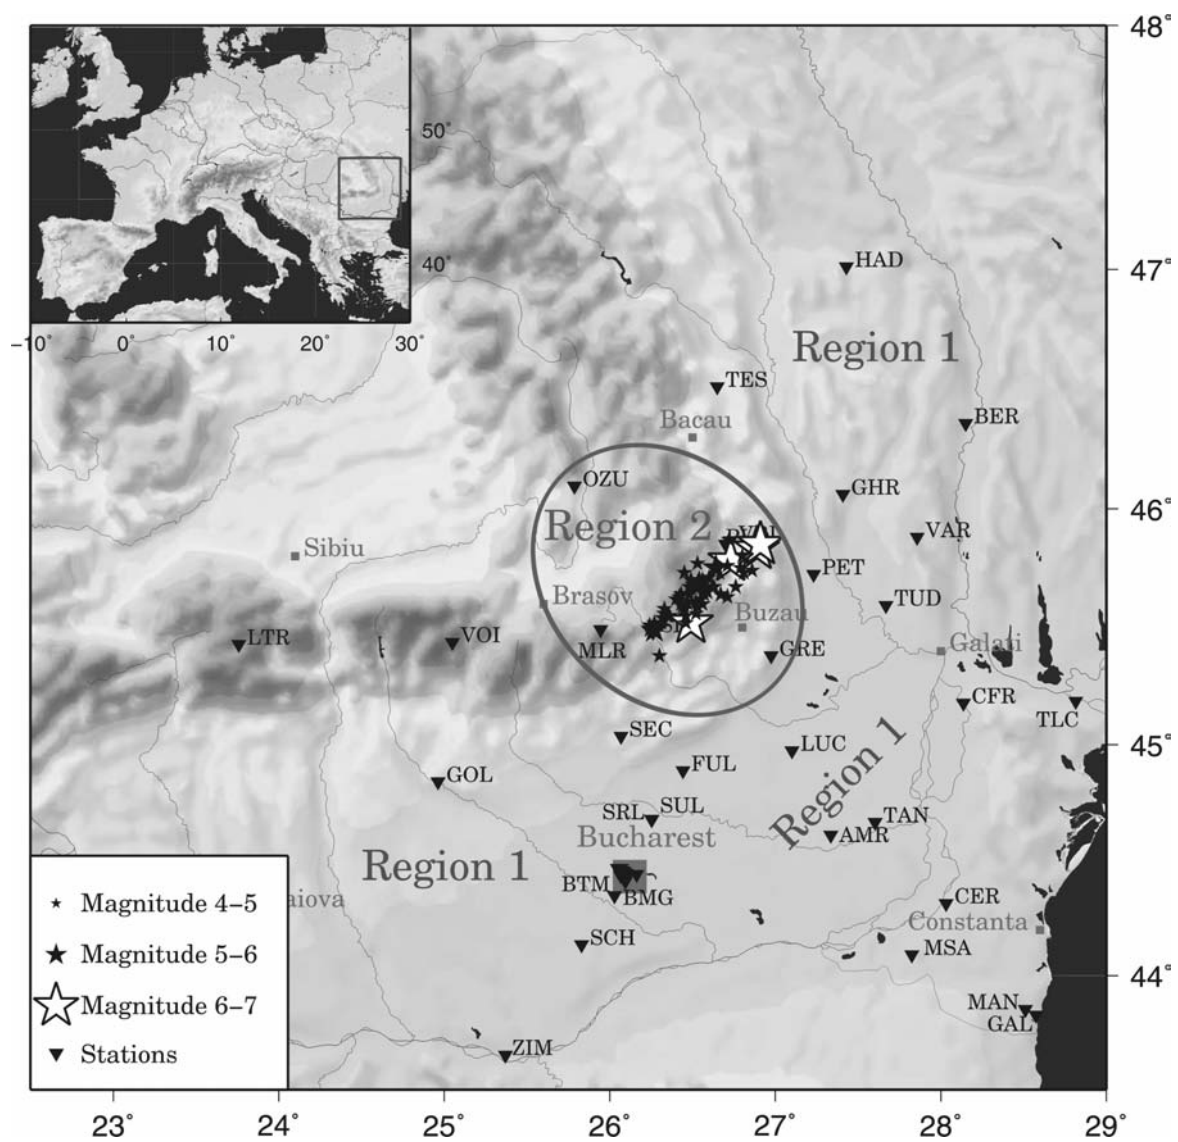 48°
50°
HAD
47°
40°
−10°
0°
10°
20°
30°
Region 1
TES
BER
Bacau
OZU
GHR
46°
Region 2
VAR
Sibiu
PET
Brasov
TUD
Buzau
LTR
VOI
MLR
GRE
Galati
CFR
TLC
SEC
LUC
45°
FUL
GOL
Region 1
SRL
SUL
TAN
AMR
Bucharest
Region 1
BTM
BMG
CER
aiova
Constanta
Magnitude 4−5
SCH
MSA
Magnitude 5−6
44°
Magnitude 6−7
MAN
GAL
Stations
ZIM
23°
24°
25°
26°
27°
28°
29°